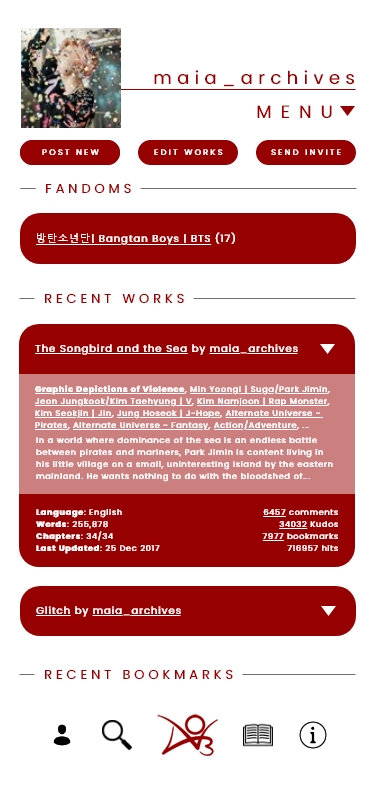 maia_archives
MENU
POST NEW
EDIT WORKS
SEND INVITE
FANDOMS
방탄소년단| Bangtan Boys | BTS (17)
RECENT WORKS
The Songbird and the Sea by maia_archives
Graphic Depictions of Violence, Min Yoongi | Suga/Park Jimin,
Jeon Jungkook/Kim Taehyung | V, Kim Namjoon | Rap Monster,
Kim Seokjin | Jin, Jung Hoseok | J-Hope, Alternate Universe -
Pirates, Alternate Universe - Fantasy, Action/Adventure, ...
In a world where dominance of the sea is an endless battle
between pirates and mariners, Park Jimin is content living in
his little village on a small, uninteresting island by the eastern
mainland. He wants nothing to do with the bloodshed of...
Language: English
6457 comments
Words: 255,878
34032 Kudos
Chapters: 34/34
7977 bookmarks
Last Updated: 25 Dec 2017
716957 hits
Glitch by maia_archives
RECENT BOOKMARKS